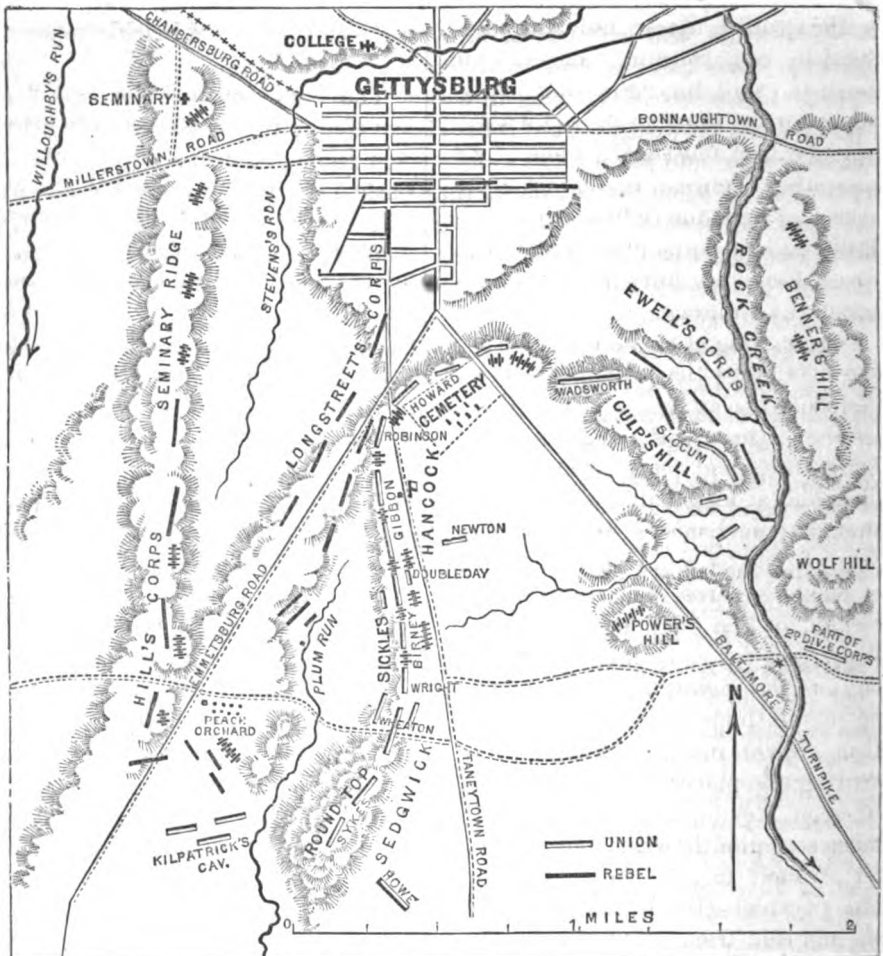 WILLOUGHBY'S RUN
CHAMPERSBURG ROAD
COLLEGE
GETTYSBURG
SEMINARY
MILLERSTOWN ROAD
BONNAUGHTOWN ROAD
STEVENS'S RUN
SEMINARY RIDGE
LONGSTREET'S CORPS
EWELL'S CORPS
ROCK CREEK
BENNER'S HILL
HOWARD
CEMETERY
WADSWORTH
CULP'S HILL
SLOCUM
ROBINSON
GIBBON
HANCOCK
NEWTON
DOUBLEDAY
WOLF HILL
HILL'S CORPS
EMMETSBURG ROAD
PLUM RUN
SICKLES
BIRNEY
POWER'S HILL
PART OF
2D DIV. 6 CORPS
BALTIMORE TURNPIKE
N
WRIGHT
PEACH ORCHARD
WHEATON
ROUND TOP
SYKES
SEDGWICK
TANEYTOWN ROAD
KILPATRICK'S
CAV.
ROWE
UNION
REBEL
MILES
0 1 2